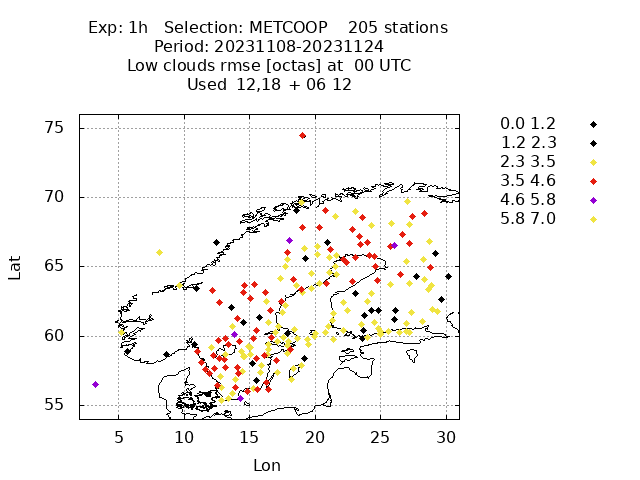 Exp: 1h   Selection: METCOOP    205 stations
Period: 20231108-20231124
Low clouds rmse [octas] at  00 UTC
Used  12,18 + 06 12
0.0 1.2
1.2 2.3
2.3 3.5
3.5 4.6
4.6 5.8
5.8 7.0
75
70
65
60
55
Lat
5 10 15 20 25 30
Lon